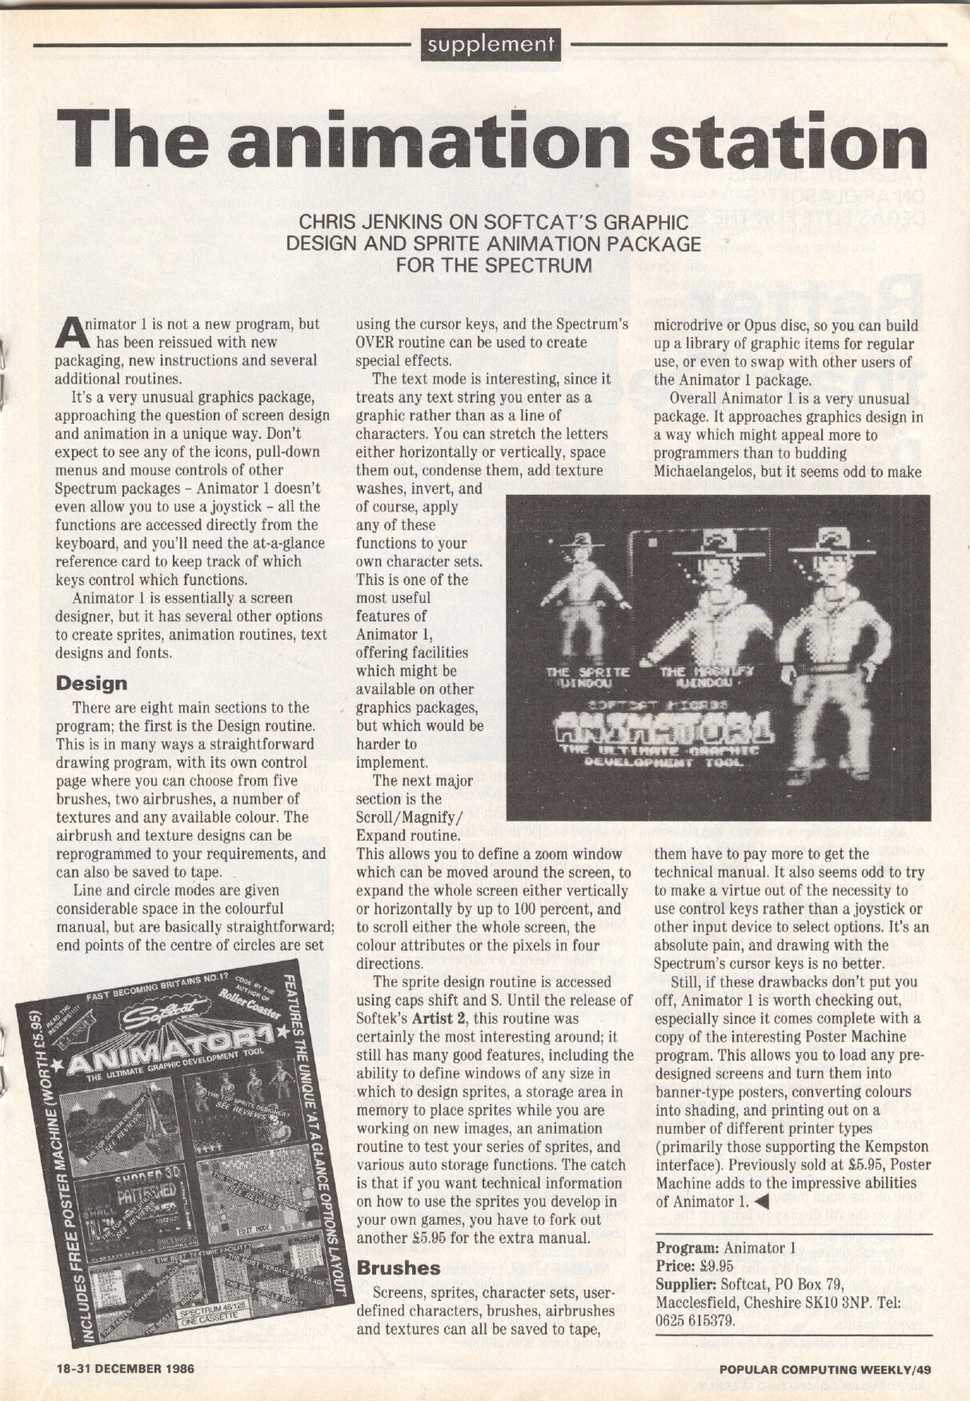 supplement
The animation station
CHRIS JENKINS ON SOFTCAT'S GRAPHIC
DESIGN AND SPRITE ANIMATION PACKAGE
FOR THE SPECTRUM
Animator 1 is not a new program, but
has been reissued with new
packaging, new instructions and several
additional routines.
It's a very unusual graphics package,
approaching the question of screen design
and animation in a unique way. Don't
expect to see any of the icons, pull-down
menus and mouse controls of other
Spectrum packages – Animator 1 doesn't
even allow you to use a joystick – all the
functions are accessed directly from the
keyboard, and you'll need the at-a-glance
reference card to keep track of which
keys control which functions.
Animator 1 is essentially a screen
designer, but it has several other options
to create sprites, animation routines, text
designs and fonts.
Design
There are eight main sections to the
program; the first is the Design routine.
This is in many ways a straightforward
drawing program, with its own control
page where you can choose from five
brushes, two airbrushes, a number of
textures and any available colour. The
airbrush and texture designs can be
reprogrammed to your requirements, and
can also be saved to tape.
Line and circle modes are given
considerable space in the colourful
manual, but are basically straightforward;
end points of the centre of circles are set
using the cursor keys, and the Spectrum's
OVER routine can be used to create
special effects.
The text mode is interesting, since it
treats any text string you enter as a
graphic rather than as a line of
characters. You can stretch the letters
either horizontally or vertically, space
them out, condense them, add texture
washes, invert, and
of course, apply
any of these
functions to your
own character sets.
This is one of the
most useful
features of
Animator 1,
offering facilities
which might be
available on other
graphics packages,
but which would be
harder to
implement.
The next major
section is the
Scroll/Magnify/
Expand routine.
This allows you to define a zoom window
which can be moved around the screen, to
expand the whole screen either vertically
or horizontally by up to 100 percent, and
to scroll either the whole screen, the
colour attributes or the pixels in four
directions.
The sprite design routine is accessed
using caps shift and S. Until the release of
Softek's Artist 2, this routine was
certainly the most interesting around; it
still has many good features, including the
ability to define windows of any size in
which to design sprites, a storage area in
memory to place sprites while you are
working on new images, an animation
routine to test your series of sprites, and
various auto storage functions. The catch
is that if you want technical information
on how to use the sprites you develop in
your own games, you have to fork out
another £5.95 for the extra manual.
Brushes
Screens, sprites, character sets, user-
defined characters, brushes, airbrushes
and textures can all be saved to tape,
microdrive or Opus disc, so you can build
up a library of graphic items for regular
use, or even to swap with other users of
the Animator 1 package.
Overall Animator 1 is a very unusual
package. It approaches graphics design in
a way which might appeal more to
programmers than to budding
Michaelangelos, but it seems odd to make
THE SPRITE
WINDOW
THE MAGNIFY
WINDOW
SOFTCAT MICROS
ANIMATOR1
THE ULTIMATE GRAPHIC
DEVELOPMENT TOOL
them have to pay more to get the
technical manual. It also seems odd to try
to make a virtue out of the necessity to
use control keys rather than a joystick or
other input device to select options. It's an
absolute pain, and drawing with the
Spectrum's cursor keys is no better.
Still, if these drawbacks don't put you
off, Animator 1 is worth checking out,
especially since it comes complete with a
copy of the interesting Poster Machine
program. This allows you to load any pre-
designed screens and turn them into
banner-type posters, converting colours
into shading, and printing out on a
number of different printer types
(primarily those supporting the Kempston
interface). Previously sold at £5.95, Poster
Machine adds to the impressive abilities
of Animator 1.
Program: Animator 1
Price: £9.95
Supplier: Softcat, PO Box 79,
Macclesfield, Cheshire SK10 3NP. Tel:
0625 615379.
FAST BECOMING BRITAINS NO.1?
CODE BY THE
AUTHOR OF
RollerCoaster
READ THE
REVIEWS!!!
Softcat
ANIMATOR1
THE ULTIMATE GRAPHIC DEVELOPMENT TOOL
INCLUDES FREE POSTER MACHINE (WORTH £5.95)
FEATURES THE UNIQUE 'AT A GLANCE OPTIONS LAYOUT'
THE TOP SCREEN DESIGNER?
SEE REVIEWS
THE TOP SPRITE DESIGNER?
SEE REVIEWS
SHADED 3D
PATTERNED
EDIT MODE
SPECTRUM 48/128
ONE CASSETTE
18-31 DECEMBER 1986
POPULAR COMPUTING WEEKLY/49